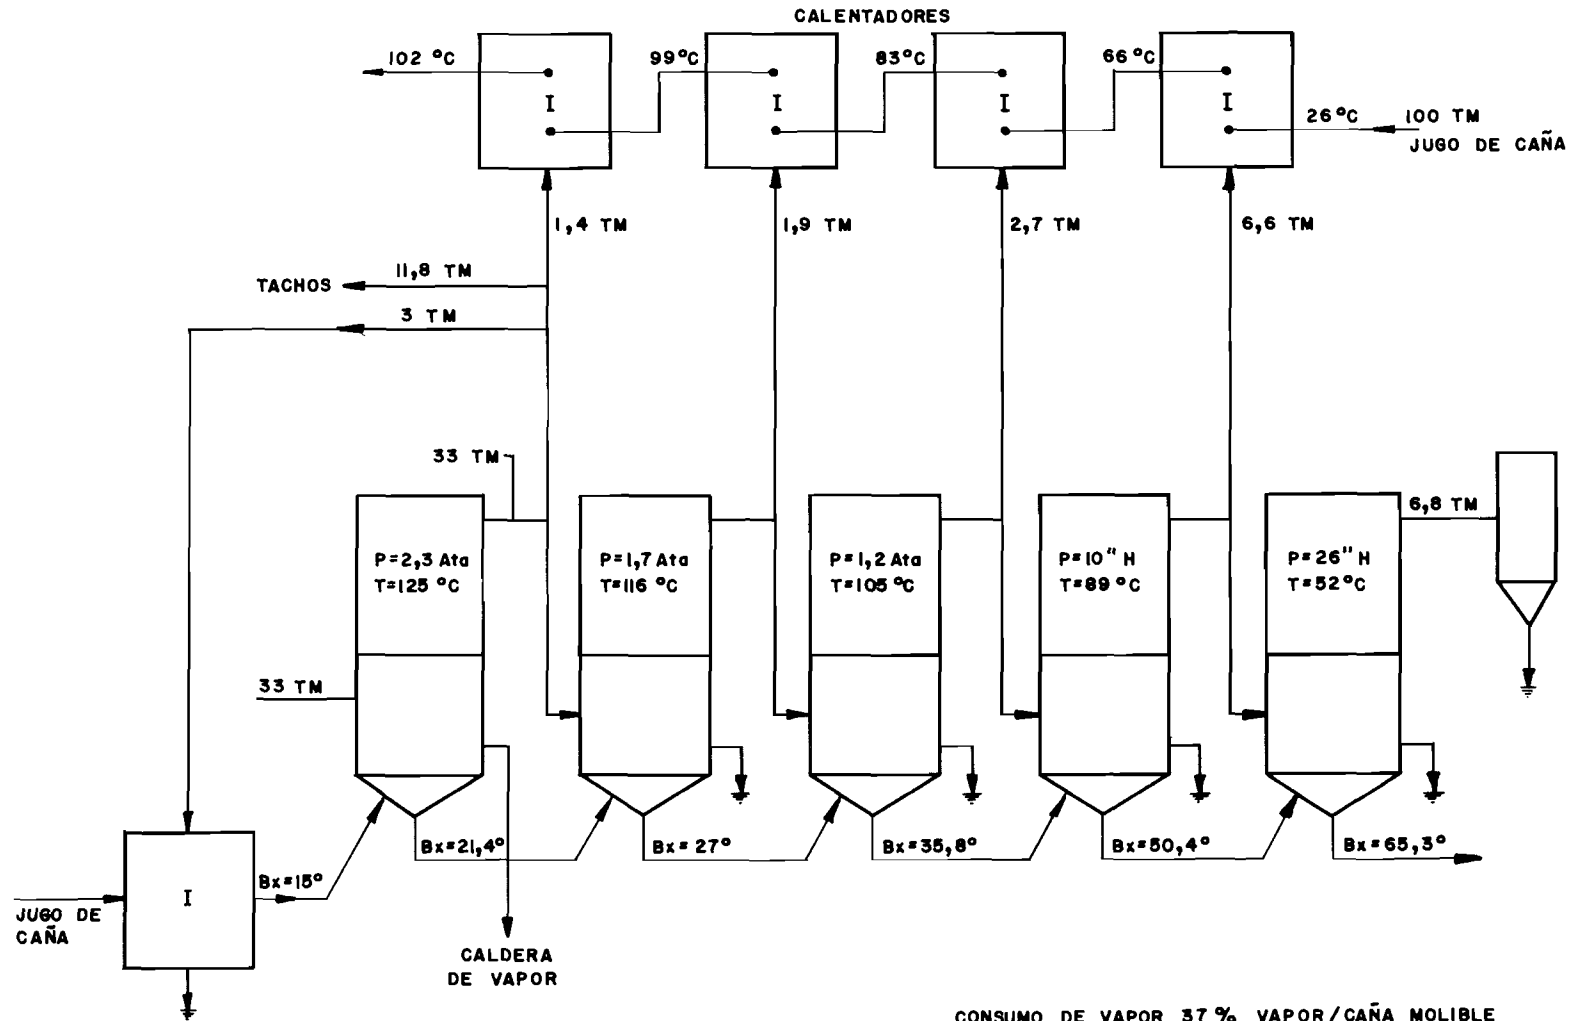 CALENTADORES
102 °C
99°C
83°C
66°C
I
I
I
I
26°C
100 TM
JUGO DE CAÑA
1,4 TM
1,9 TM
2,7 TM
6,6 TM
TACHOS
11,8 TM
3 TM
33 TM
6,8 TM
P=2,3 Ata
T=125 °C
P=1,7 Ata
T=116 °C
P=1,2 Ata
T=105 °C
P=10" H
T=89 °C
P=26" H
T=52°C
33 TM
Bx=21,4°
Bx=27°
Bx=35,8°
Bx=50,4°
Bx=65,3°
Bx=15°
I
JUGO DE
CAÑA
CALDERA
DE VAPOR
CONSUMO DE VAPOR 37% VAPOR/CAÑA MOLIBLE